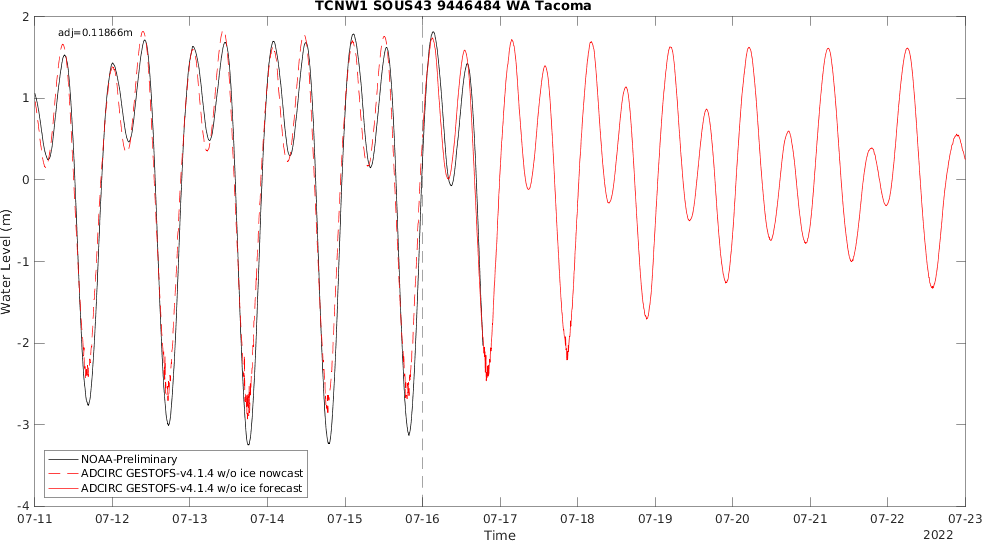 TCNW1 SOUS43 9446484 WA Tacoma
adj=0.11866m
2
1
0
-1
-2
-3
-4
Water Level (m)
NOAA-Preliminary
ADCIRC GESTOFS-v4.1.4 w/o ice nowcast
ADCIRC GESTOFS-v4.1.4 w/o ice forecast
07-11 07-12 07-13 07-14 07-15 07-16 07-17 07-18 07-19 07-20 07-21 07-22 07-23
Time
2022